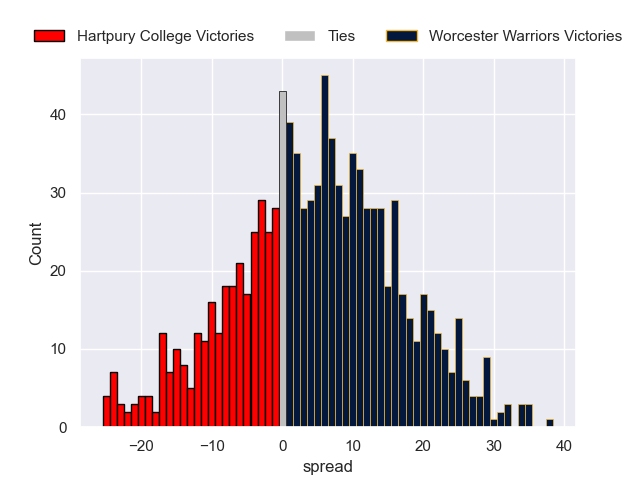 Hartpury College Victories Ties Worcester Warriors Victories
40
30
20
10
0
Count
−20 −10 0 10 20 30 40
spread